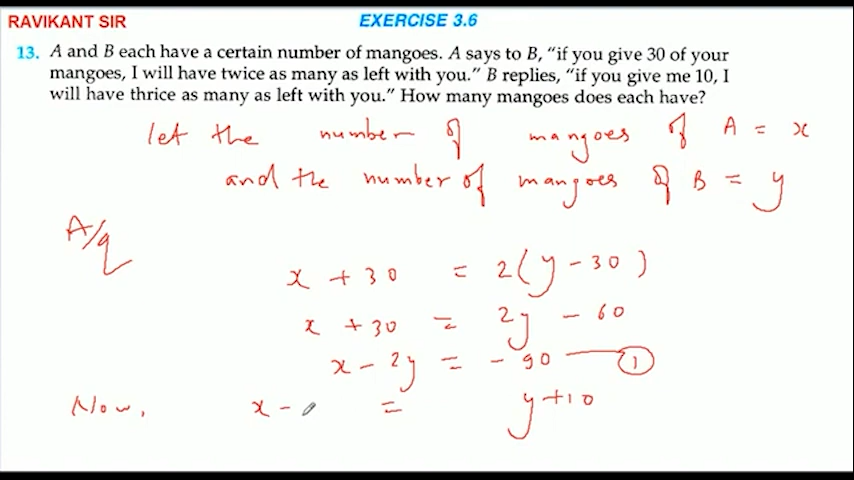 RAVIKANT SIR
EXERCISE 3.6
13. A and B each have a certain number of mangoes. A says to B, “if you give 30 of your
mangoes, I will have twice as many as left with you.” B replies, “if you give me 10, I
will have thrice as many as left with you.” How many mangoes does each have?
let the number of mangoes of A = x
and the number of mangoes of B = y
A/q
x + 30 = 2(y - 30)
x + 30 = 2y - 60
x - 2y = - 90 — 1
Now, x - = y + 10